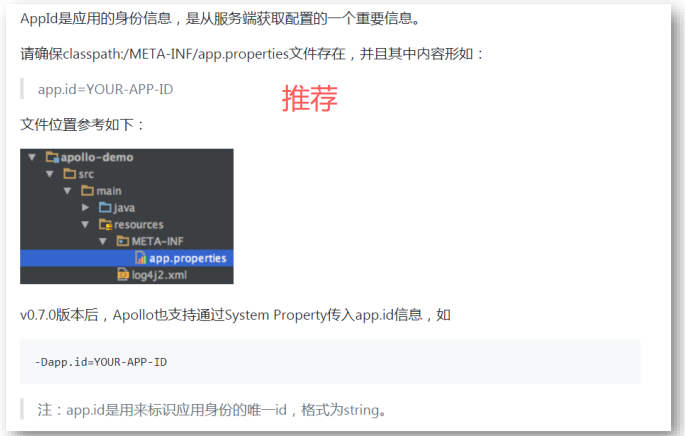 AppId是应用的身份信息，是从服务端获取配置的一个重要信息。
请确保classpath:/META-INF/app.properties文件存在，并且其中内容形如：
app.id=YOUR-APP-ID
推荐
文件位置参考如下：
apollo-demo
src
main
java
resources
META-INF
app.properties
log4j2.xml
v0.7.0版本后，Apollo也支持通过System Property传入app.id信息，如
-Dapp.id=YOUR-APP-ID
注：app.id是用来标识应用身份的唯一id，格式为string。